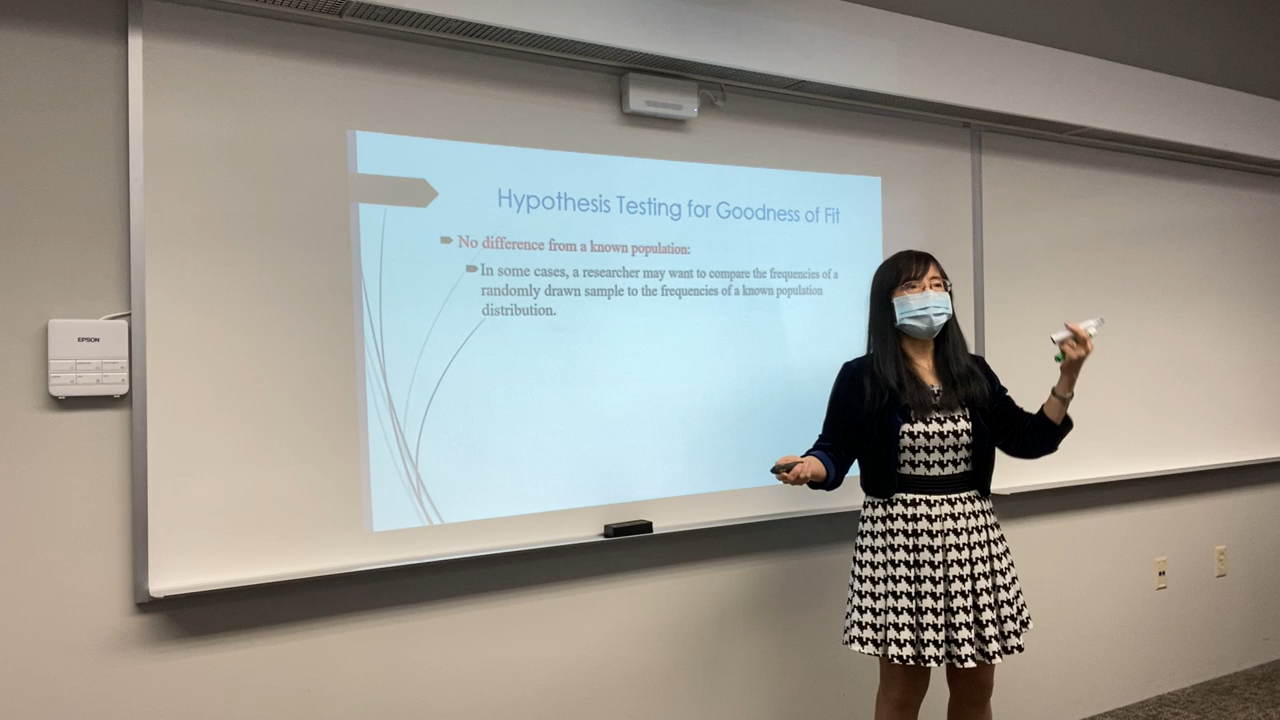 Hypothesis Testing for Goodness of Fit
No difference from a known population:
In some cases, a researcher may want to compare the frequencies of a
randomly drawn sample to the frequencies of a known population
distribution.
EPSON